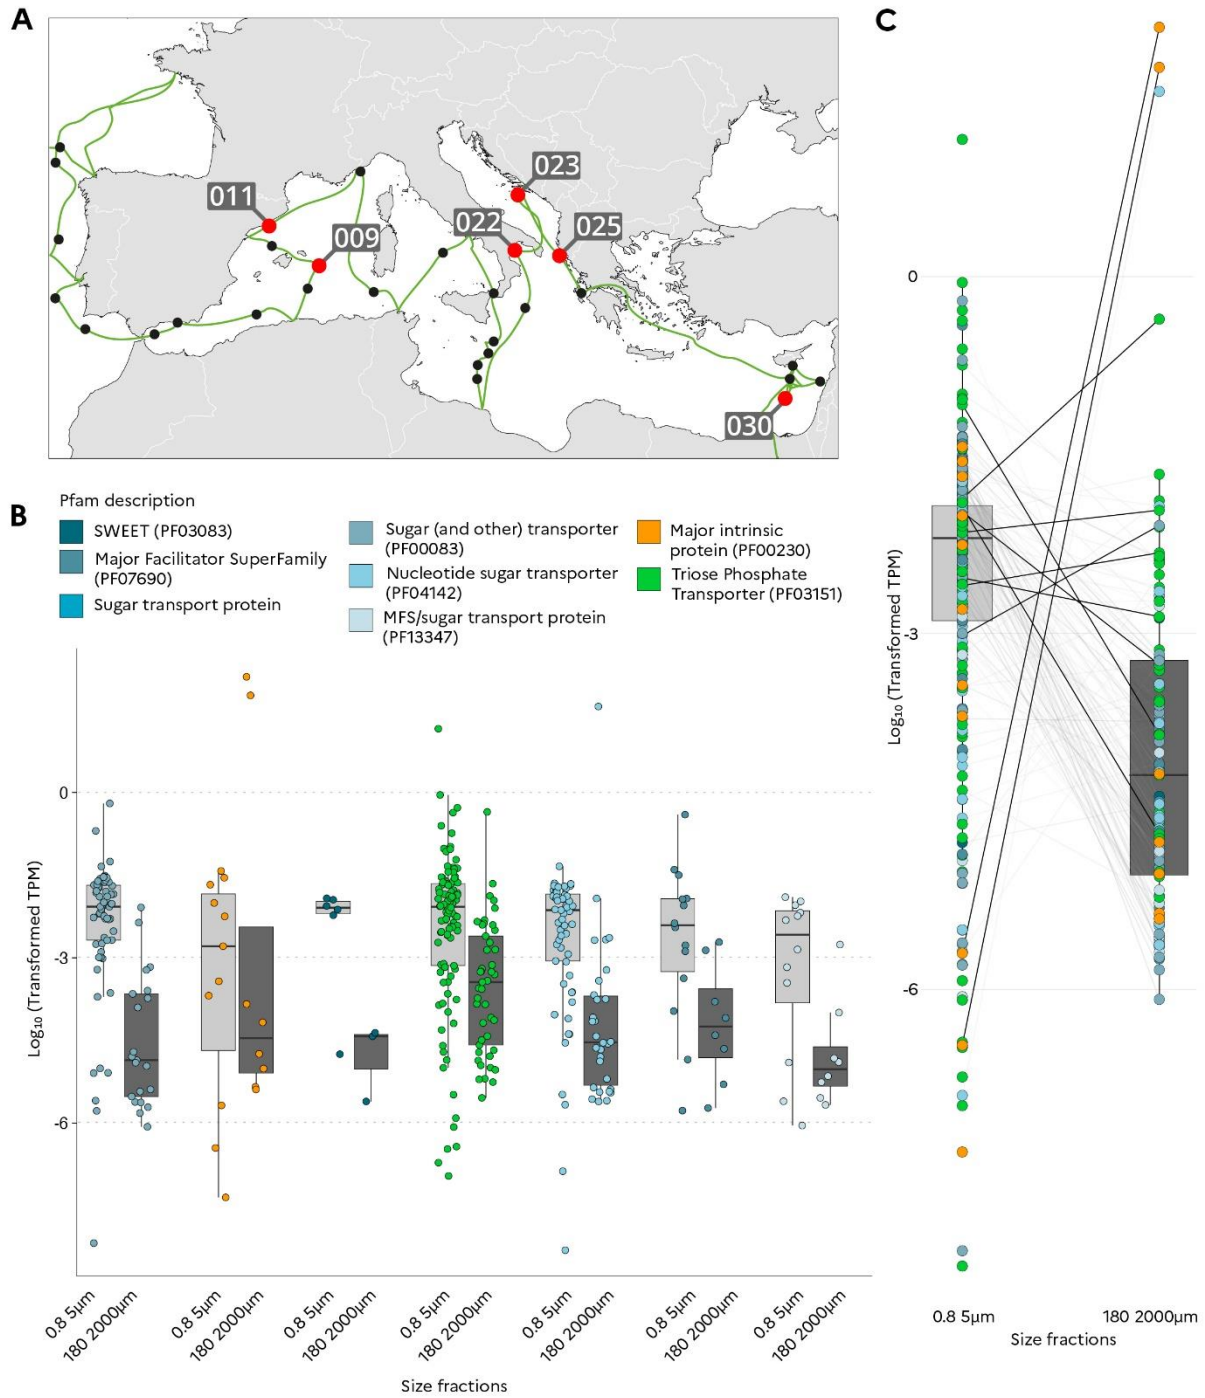 A
011
009
023
022
025
030
B
Pfam description
SWEET (PF03083)
Major Facilitator SuperFamily
(PF07690)
Sugar transport protein
Sugar (and other) transporter
(PF00083)
Nucleotide sugar transporter
(PF04142)
MFS/sugar transport protein
(PF13347)
Major intrinsic
protein (PF00230)
Triose Phosphate
Transporter (PF03151)
Log₁₀ (Transformed TPM)
0
-3
-6
0.8 5µm
180 2000µm
0.8 5µm
180 2000µm
0.8 5µm
180 2000µm
0.8 5µm
180 2000µm
0.8 5µm
180 2000µm
0.8 5µm
180 2000µm
0.8 5µm
180 2000µm
Size fractions
C
Log₁₀ (Transformed TPM)
0
-3
-6
0.8 5µm
180 2000µm
Size fractions